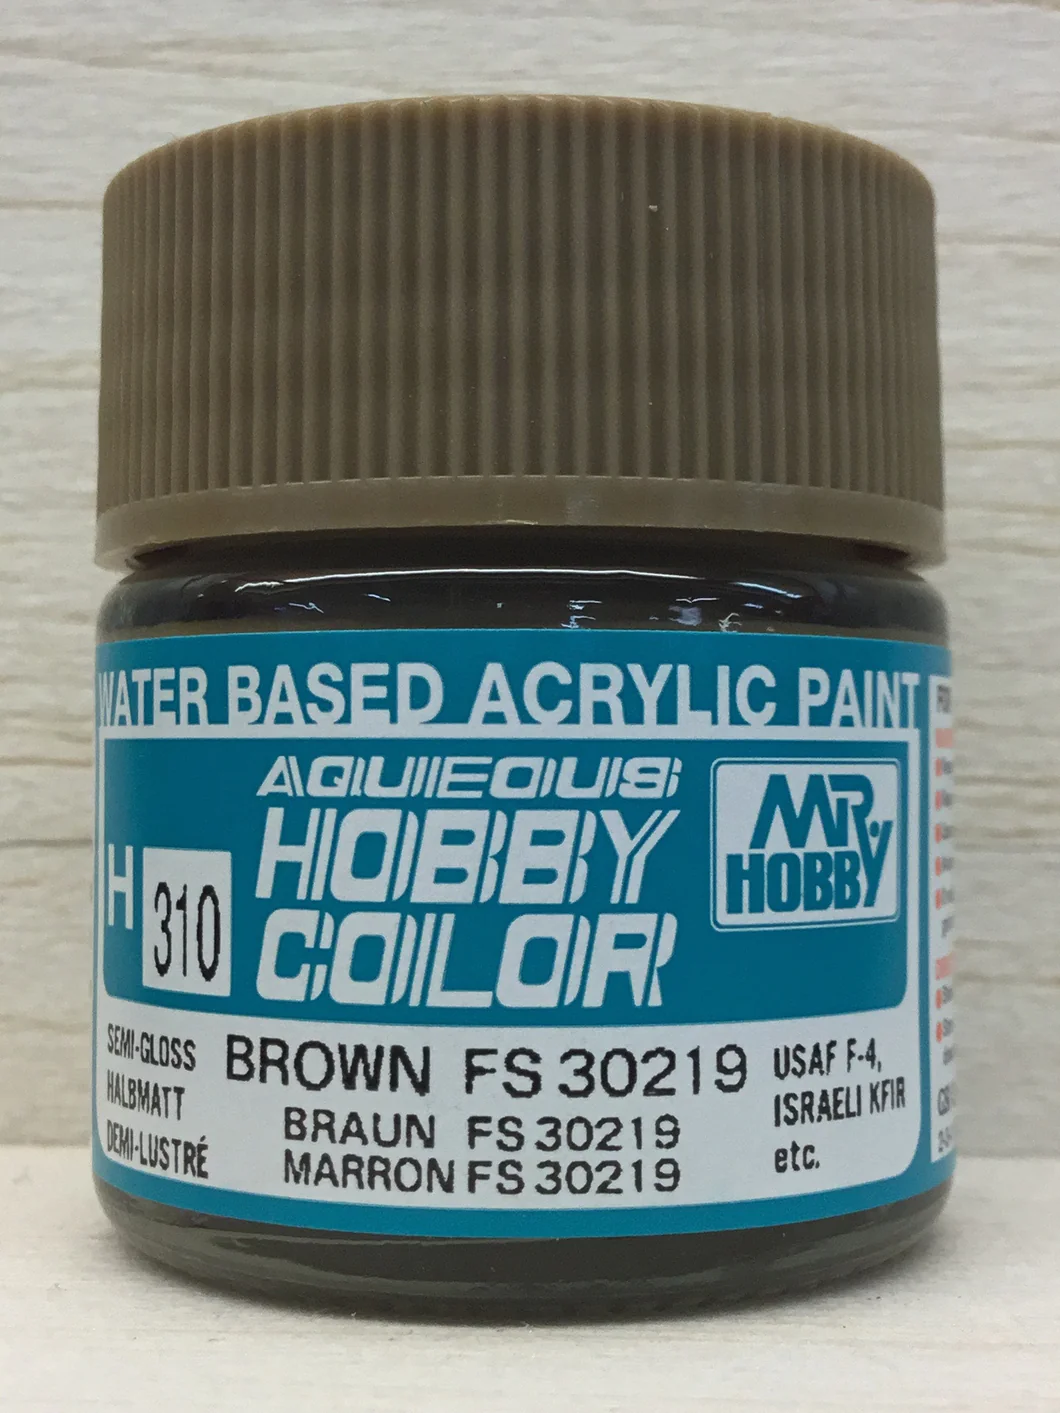 WATER BASED ACRYLIC PAINT
AQUEOUS
HOBBY
COLOR
H 310
MR.
HOBBY
SEMI-GLOSS
HALBMATT
DEMI-LUSTRÉ
BROWN FS 30219
BRAUN FS 30219
MARRON FS 30219
USAF F-4,
ISRAELI KFIR
etc.